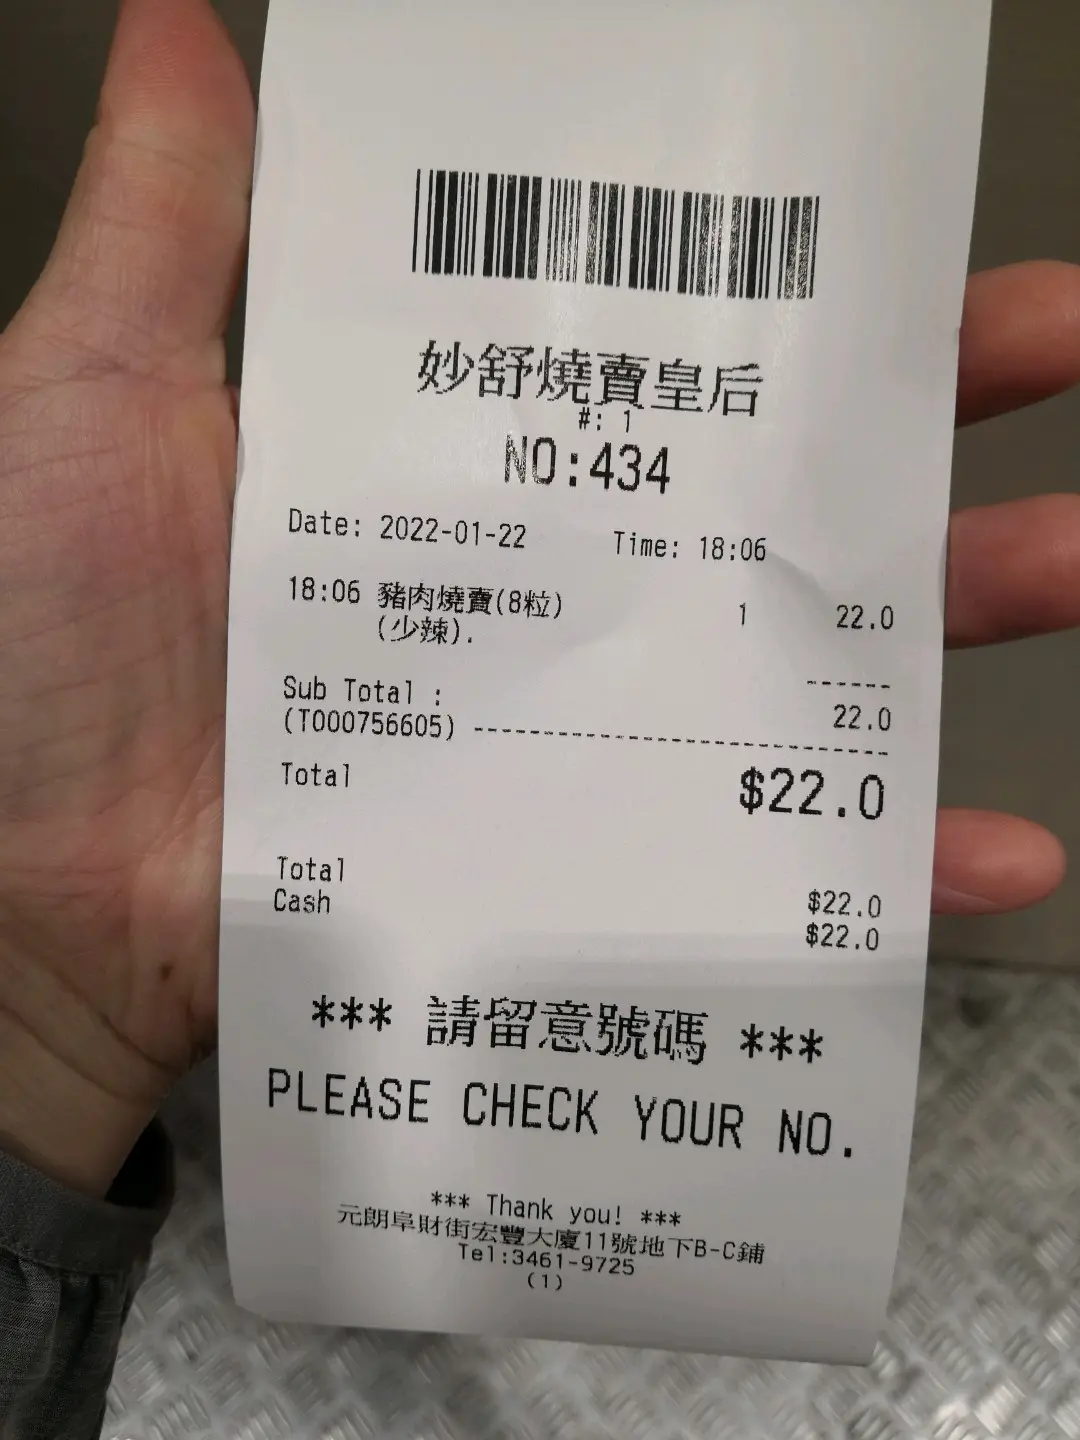 妙舒燒賣皇后
#: 1
NO:434
Date: 2022-01-22 Time: 18:06
18:06 豬肉燒賣(8粒) 1 22.0
(少辣).
------
Sub Total : 22.0
(T000756605) -----------------------------
Total $22.0
Total $22.0
Cash $22.0
*** 請留意號碼 ***
PLEASE CHECK YOUR NO.
*** Thank you! ***
元朗阜財街宏豐大廈11號地下B-C鋪
Tel:3461-9725
(1)